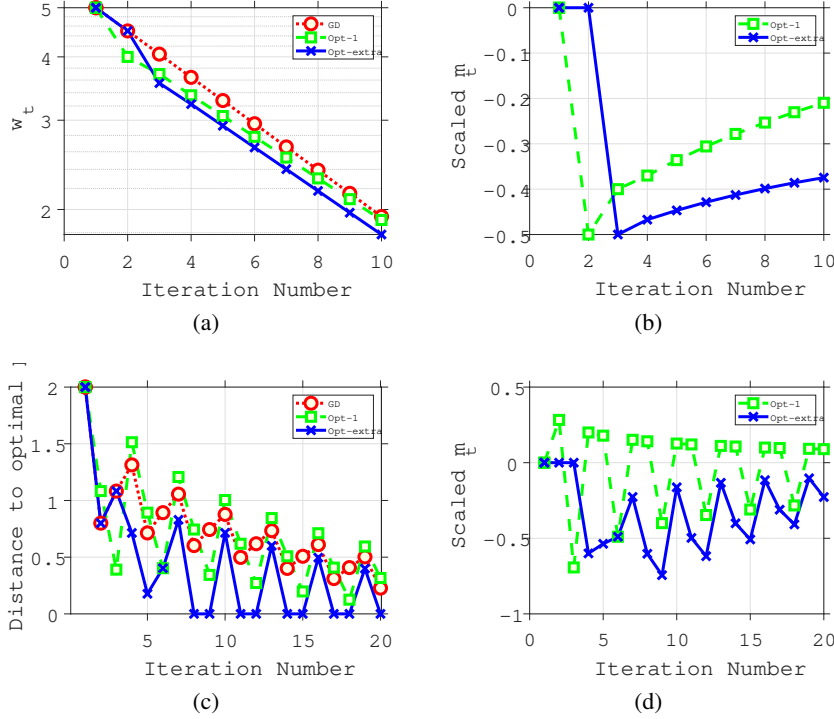 5
4
3
2
w_t
0 2 4 6 8 10
Iteration Number
GD
Opt-1
Opt-extra
(a)
0
-0.1
-0.2
-0.3
-0.4
-0.5
Scaled m_t
0 2 4 6 8 10
Iteration Number
Opt-1
Opt-extra
(b)
2
1.5
1
0.5
0
Distance to optimal ]
5 10 15 20
Iteration Number
GD
Opt-1
Opt-extra
(c)
0.5
0
-0.5
-1
Scaled m_t
0 5 10 15 20
Iteration Number
Opt-1
Opt-extra
(d)